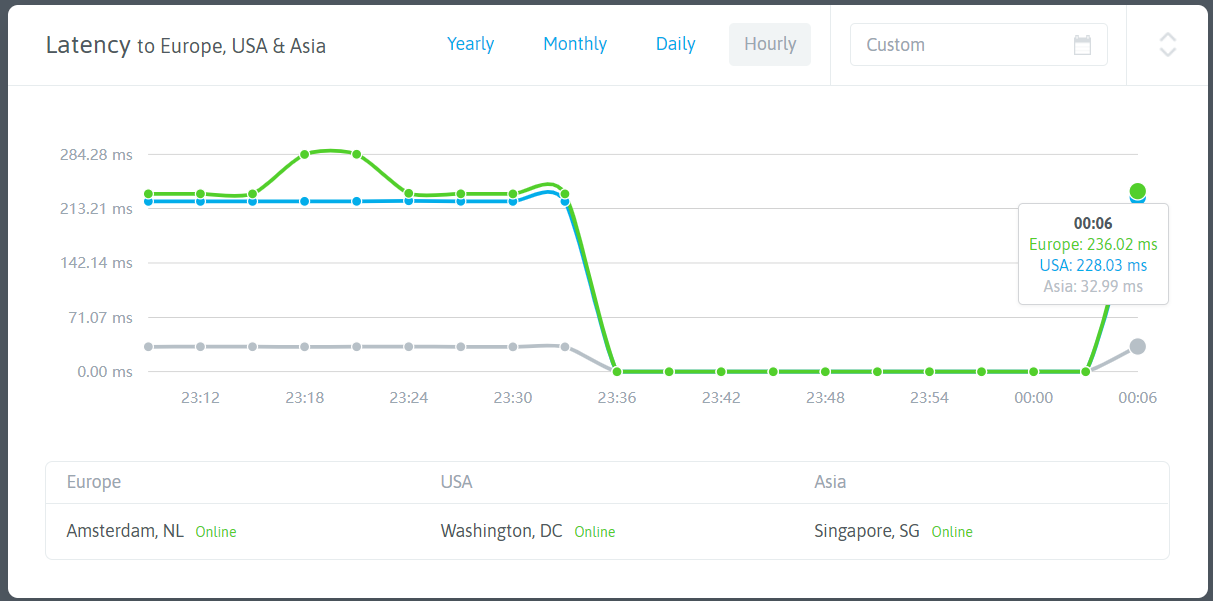 Latency to Europe, USA & Asia Yearly Monthly Daily Hourly Custom
284.28 ms
213.21 ms
142.14 ms
71.07 ms
0.00 ms
00:06
Europe: 236.02 ms
USA: 228.03 ms
Asia: 32.99 ms
23:12 23:18 23:24 23:30 23:36 23:42 23:48 23:54 00:00 00:06
Europe USA Asia
Amsterdam, NL Online Washington, DC Online Singapore, SG Online